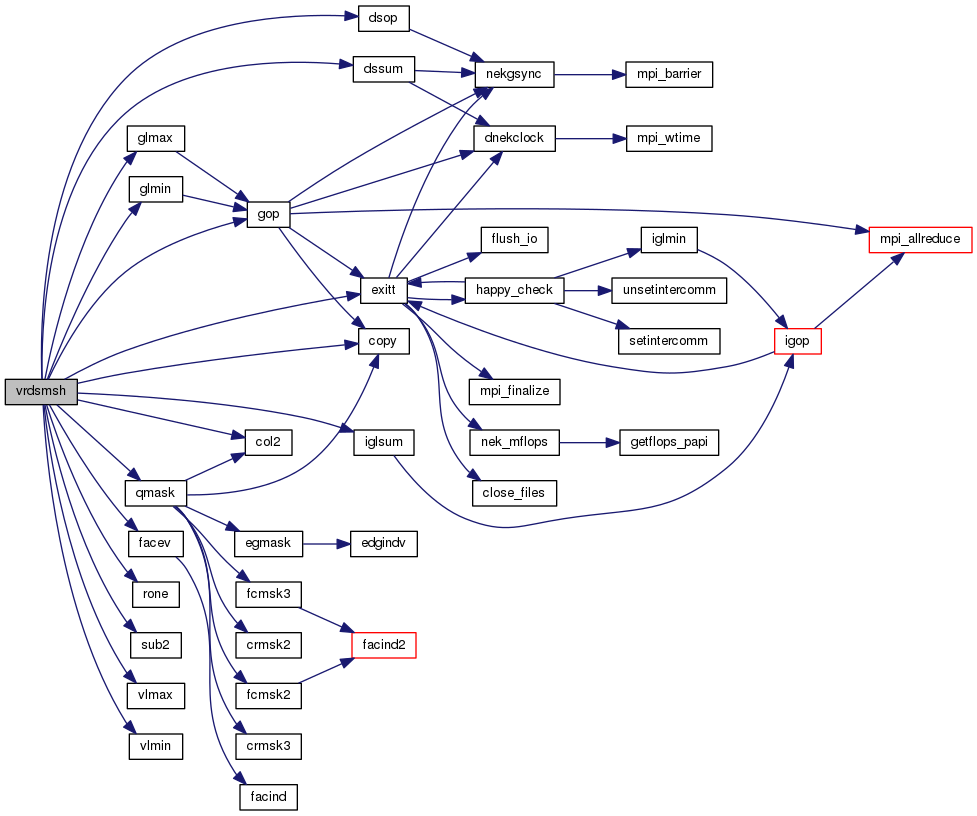 dsop
dssum
nekgsync
mpi_barrier
glmax
dnekclock
mpi_wtime
glmin
gop
flush_io
iglmin
mpi_allreduce
exitt
happy_check
unsetintercomm
copy
setintercomm
igop
vrdsmsh
mpi_finalize
col2
iglsum
nek_mflops
getflops_papi
qmask
close_files
facev
egmask
edgindv
rone
fcmsk3
sub2
crmsk2
facind2
vlmax
fcmsk2
vlmin
crmsk3
facind